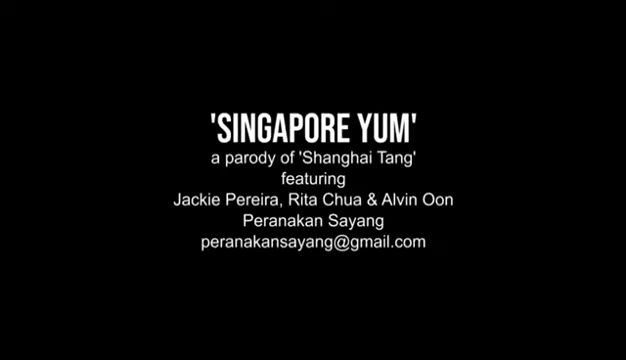 'SINGAPORE YUM'
a parody of 'Shanghai Tang'
featuring
Jackie Pereira, Rita Chua & Alvin Oon
Peranakan Sayang
peranakansayang@gmail.com